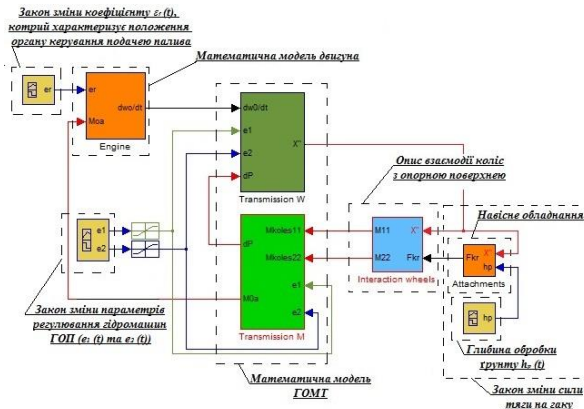 Закон зміни коефіцієнту εr (t),
котрий характеризує положення
органу керування подачею палива
Математична модель двигуна
er
er
dwo/dt
Moa
Engine
dw0/dt
e1
e2
dP
X''
Transmission W
Опис взаємодії коліс
з опорною поверхнею
Навісне обладнання
e1
e2
dP
M0a
Mkoles11
Mkoles22
e1
e2
Transmission M
M11
M22
X''
Fkr
Interaction wheels
Fkr
X''
hp
Attachments
hp
Закон зміни параметрів
регулювання гідромашин
ГОП (e₁ (t) та e₂ (t))
Математична модель
ГОМТ
Глибина обробки
ґрунту hp (t)
Закон зміни сили
тяги на гаку